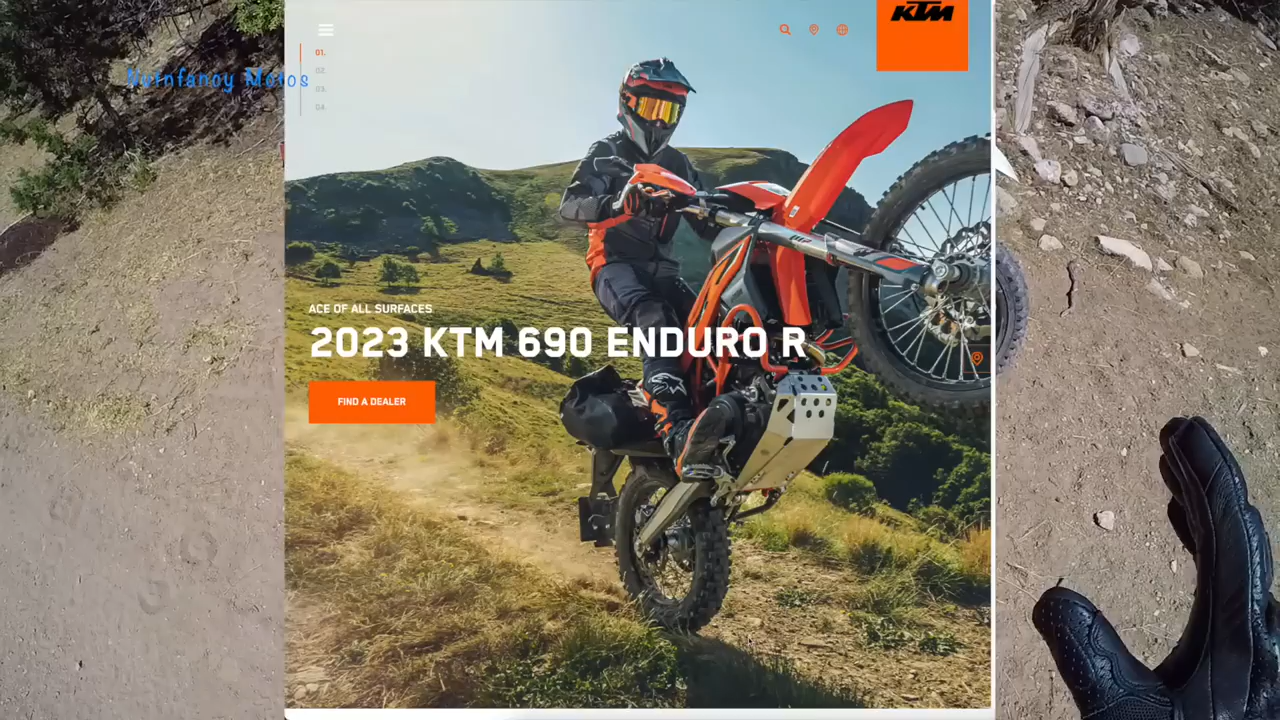 KTM
01.
02.
03.
04.
Nutnfancy Motos
ACE OF ALL SURFACES
2023 KTM 690 ENDURO R
FIND A DEALER